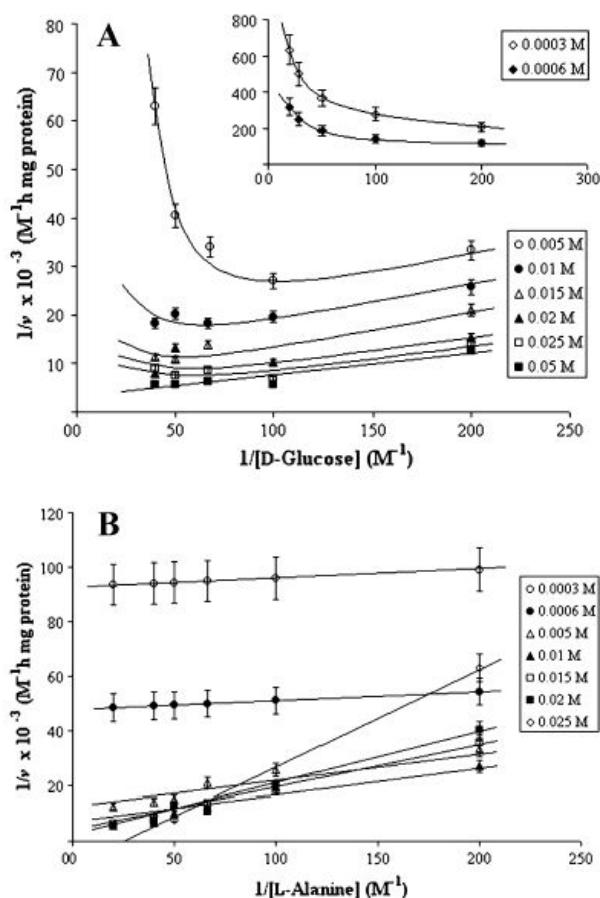 A
80
70
60
50
40
30
20
10
00
50
100
150
200
250
1/v x 10⁻³ (M⁻¹h mg protein)
1/[D-Glucose] (M⁻¹)
800
600
400
200
00
100
200
300
0.0003 M
0.0006 M
0.005 M
0.01 M
0.015 M
0.02 M
0.025 M
0.05 M
B
120
100
80
60
40
20
00
50
100
150
200
250
1/v x 10⁻³ (M⁻¹h mg protein)
1/[L-Alanine] (M⁻¹)
0.0003 M
0.0006 M
0.005 M
0.01 M
0.015 M
0.02 M
0.025 M